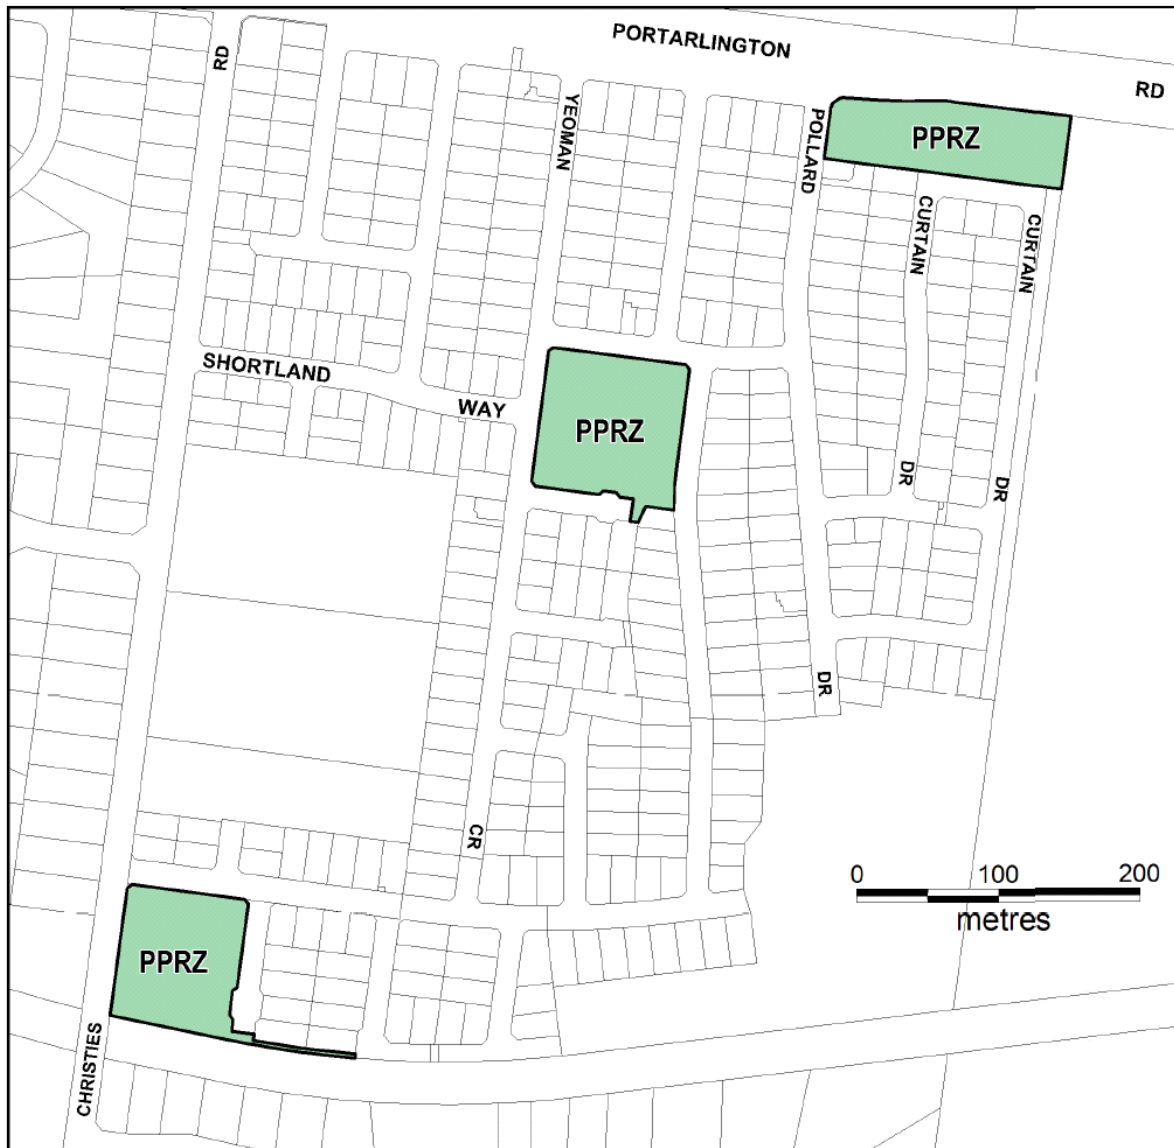 PORTARLINGTON
RD
RD
YEOMAN
POLLARD
PPRZ
CURTAIN
CURTAIN
SHORTLAND
WAY
PPRZ
DR
DR
DR
CR
0 100 200
metres
PPRZ
CHRISTIES